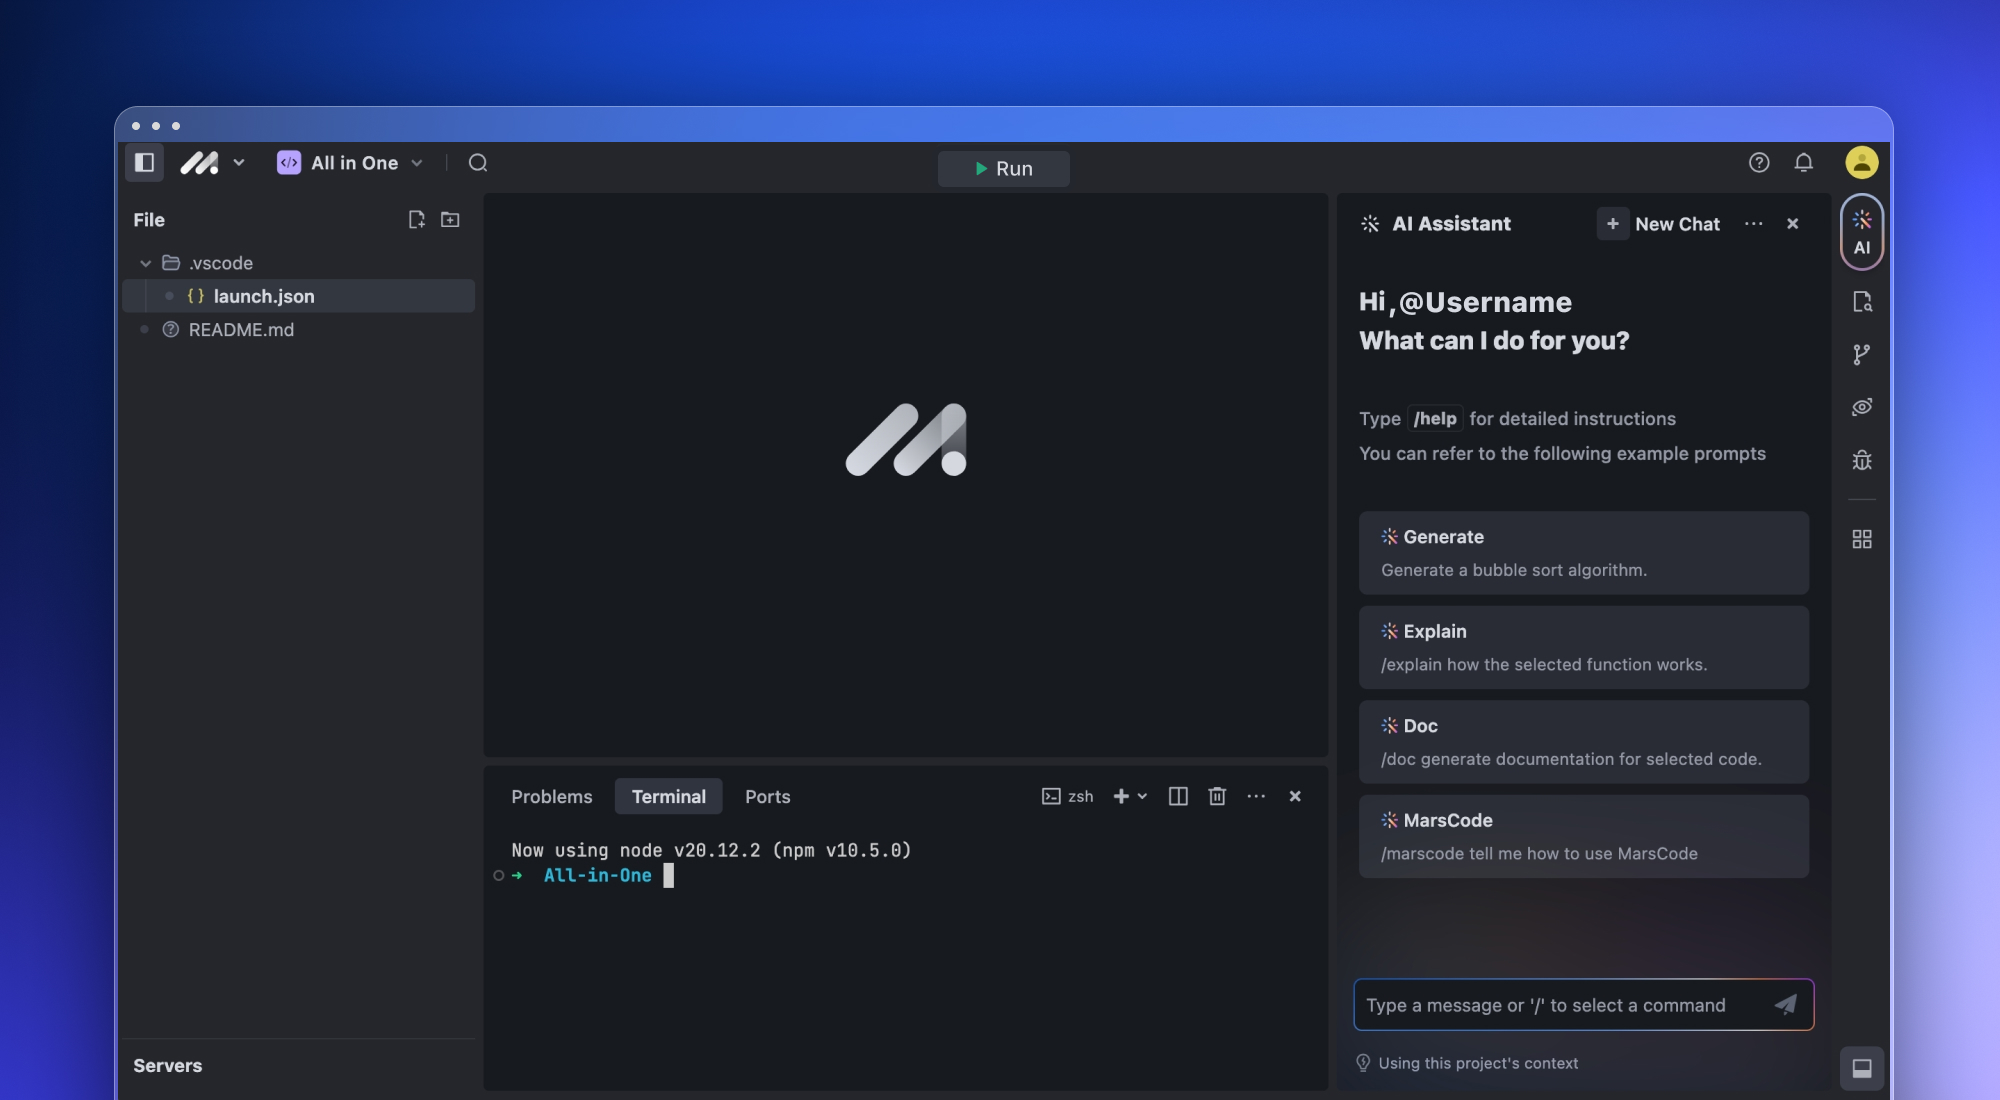 All in One
Run
File
.vscode
{ } launch.json
README.md
Servers
Problems
Terminal
Ports
zsh
Now using node v20.12.2 (npm v10.5.0)
→ All-in-One
AI Assistant
+ New Chat
Hi,@Username
What can I do for you?
Type /help for detailed instructions
You can refer to the following example prompts
Generate
Generate a bubble sort algorithm.
Explain
/explain how the selected function works.
Doc
/doc generate documentation for selected code.
MarsCode
/marscode tell me how to use MarsCode
Type a message or '/' to select a command
Using this project's context
AI